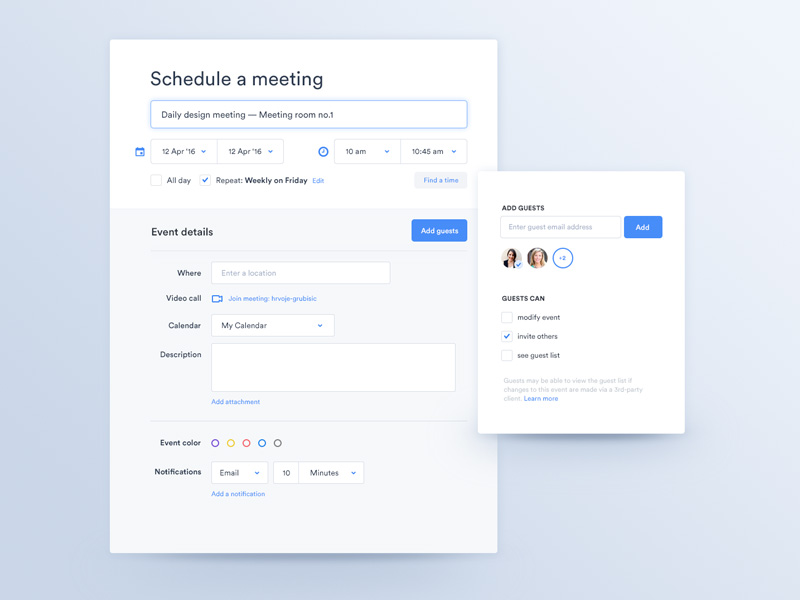 Schedule a meeting
Daily design meeting — Meeting room no.1
12 Apr '16 12 Apr '16 10 am 10:45 am
All day Repeat: Weekly on Friday Edit Find a time
Event details Add guests
Where Enter a location
Video call Join meeting: hrvoje-grubisic
Calendar My Calendar
Description
Add attachment
Event color
Notifications Email 10 Minutes
Add a notification
ADD GUESTS
Enter guest email address Add
+2
GUESTS CAN
modify event
invite others
see guest list
Guests may be able to view the guest list if
changes to this event are made via a 3rd-party
client. Learn more